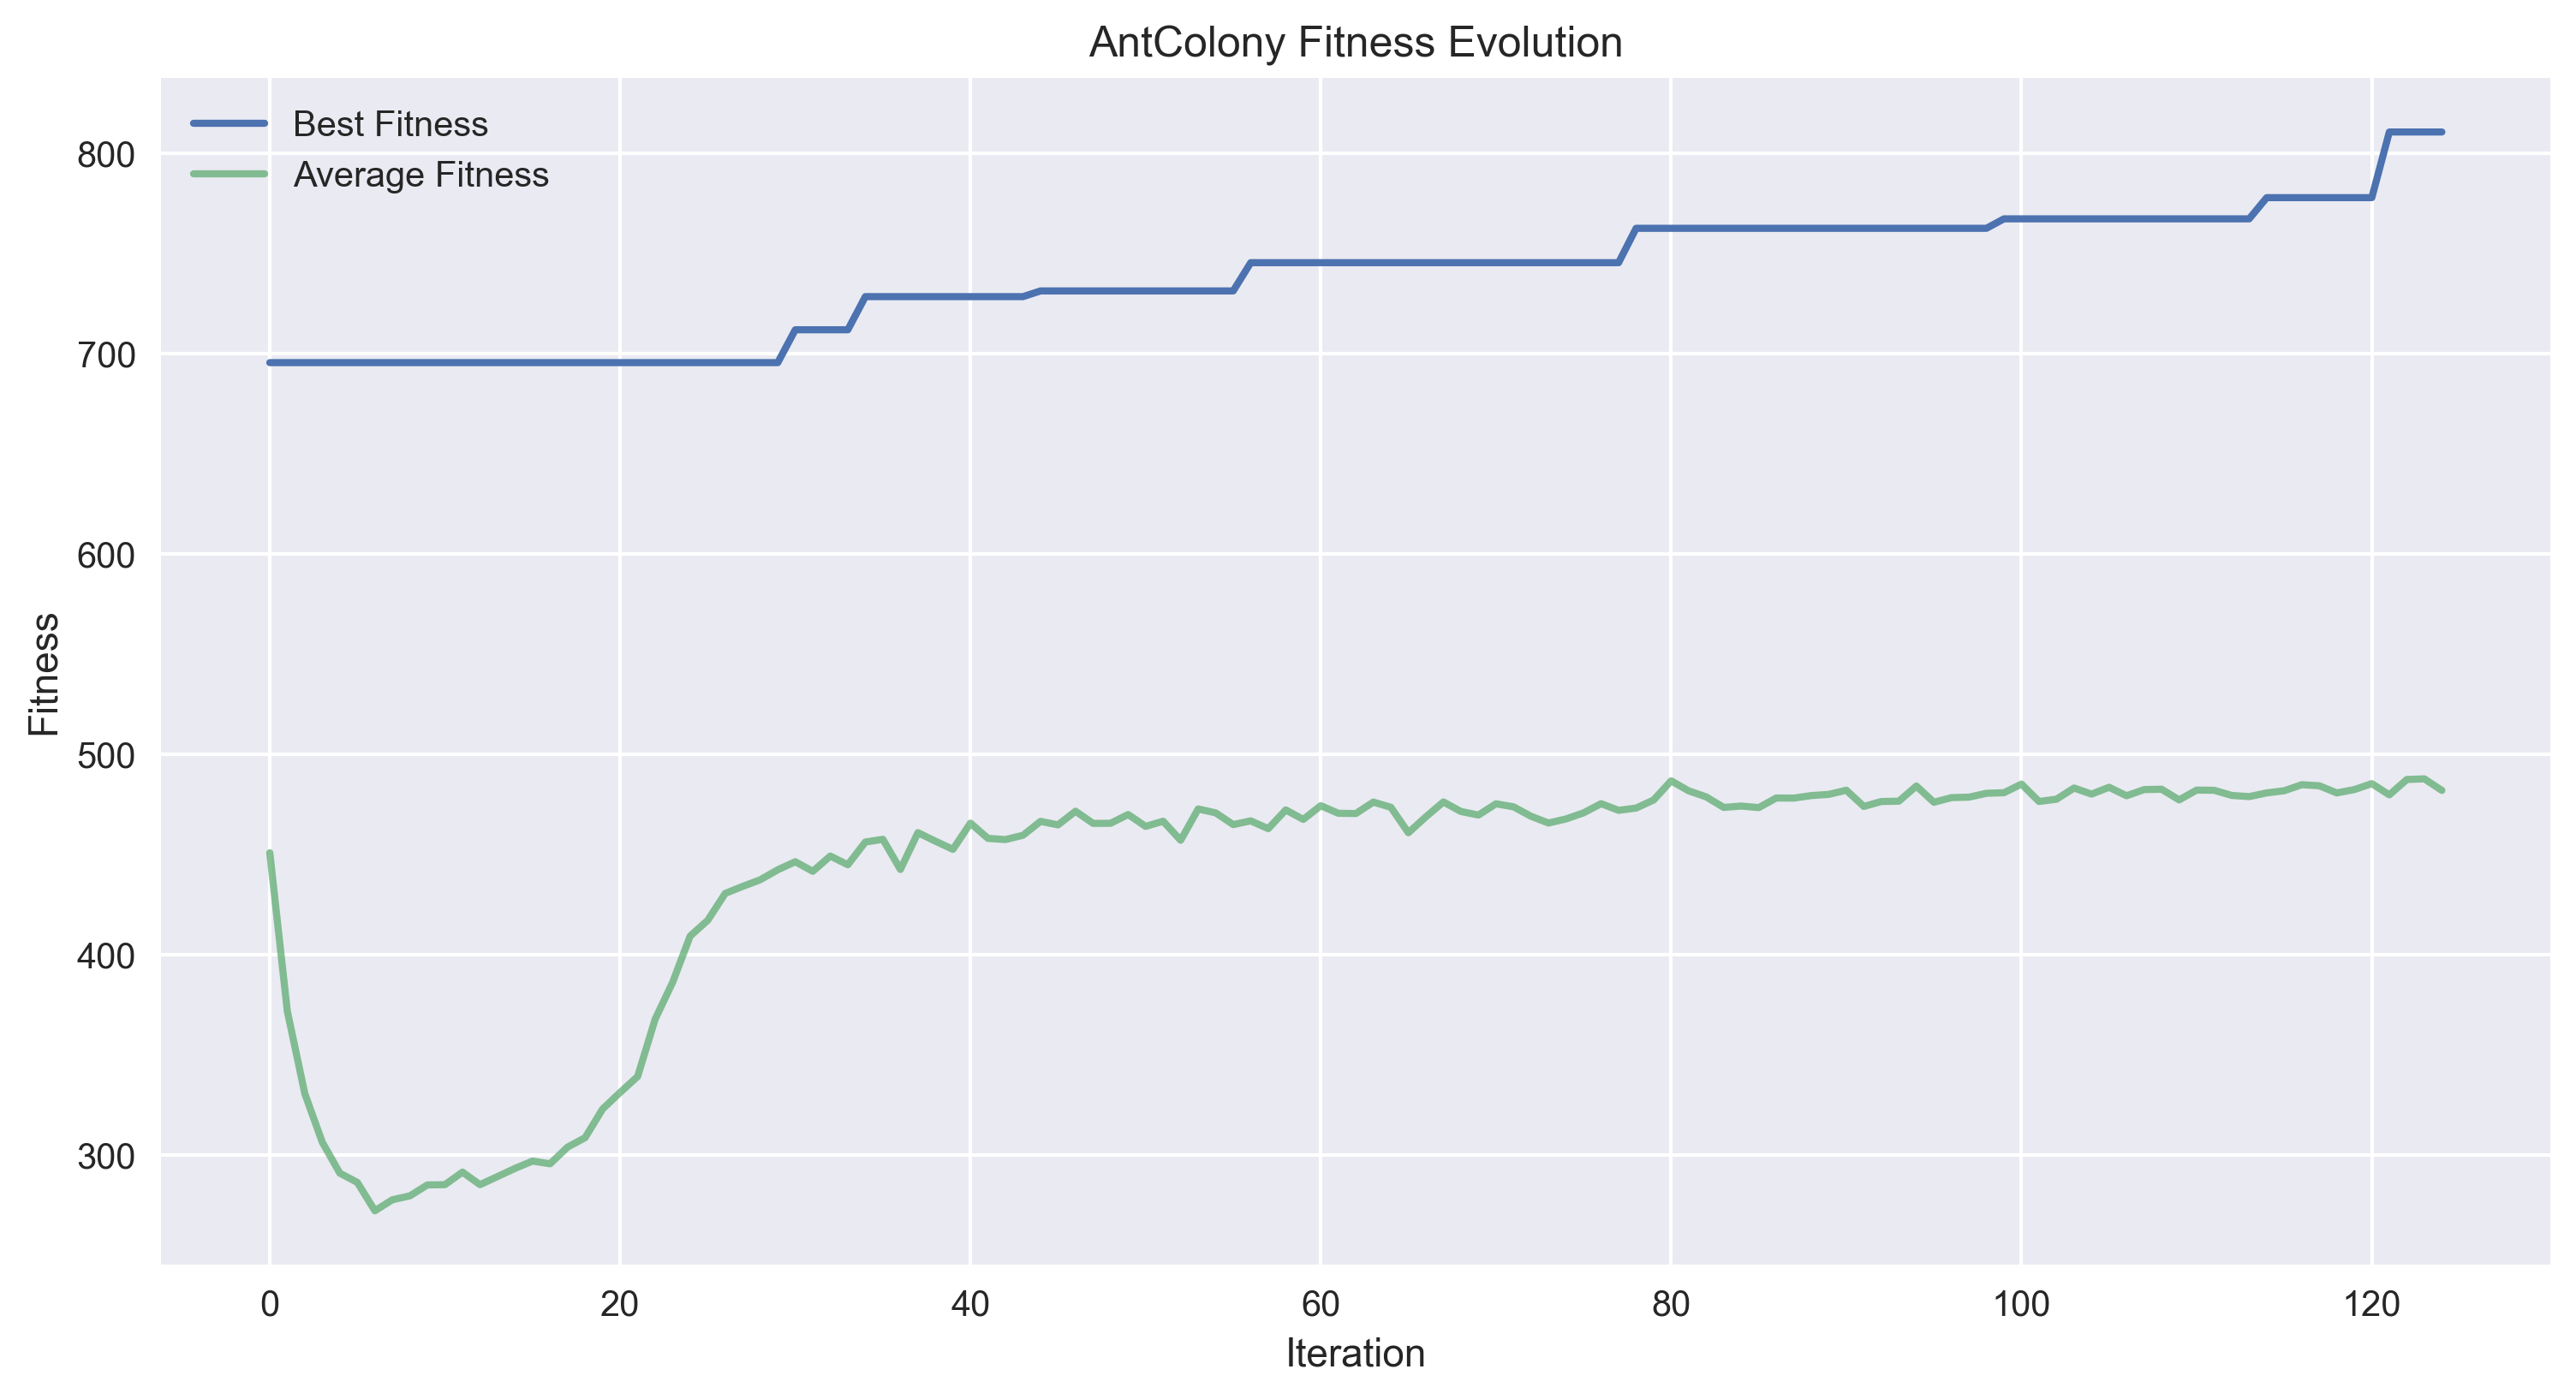 AntColony Fitness Evolution
Best Fitness
Average Fitness
800
700
600
500
400
300
Fitness
0 20 40 60 80 100 120
Iteration